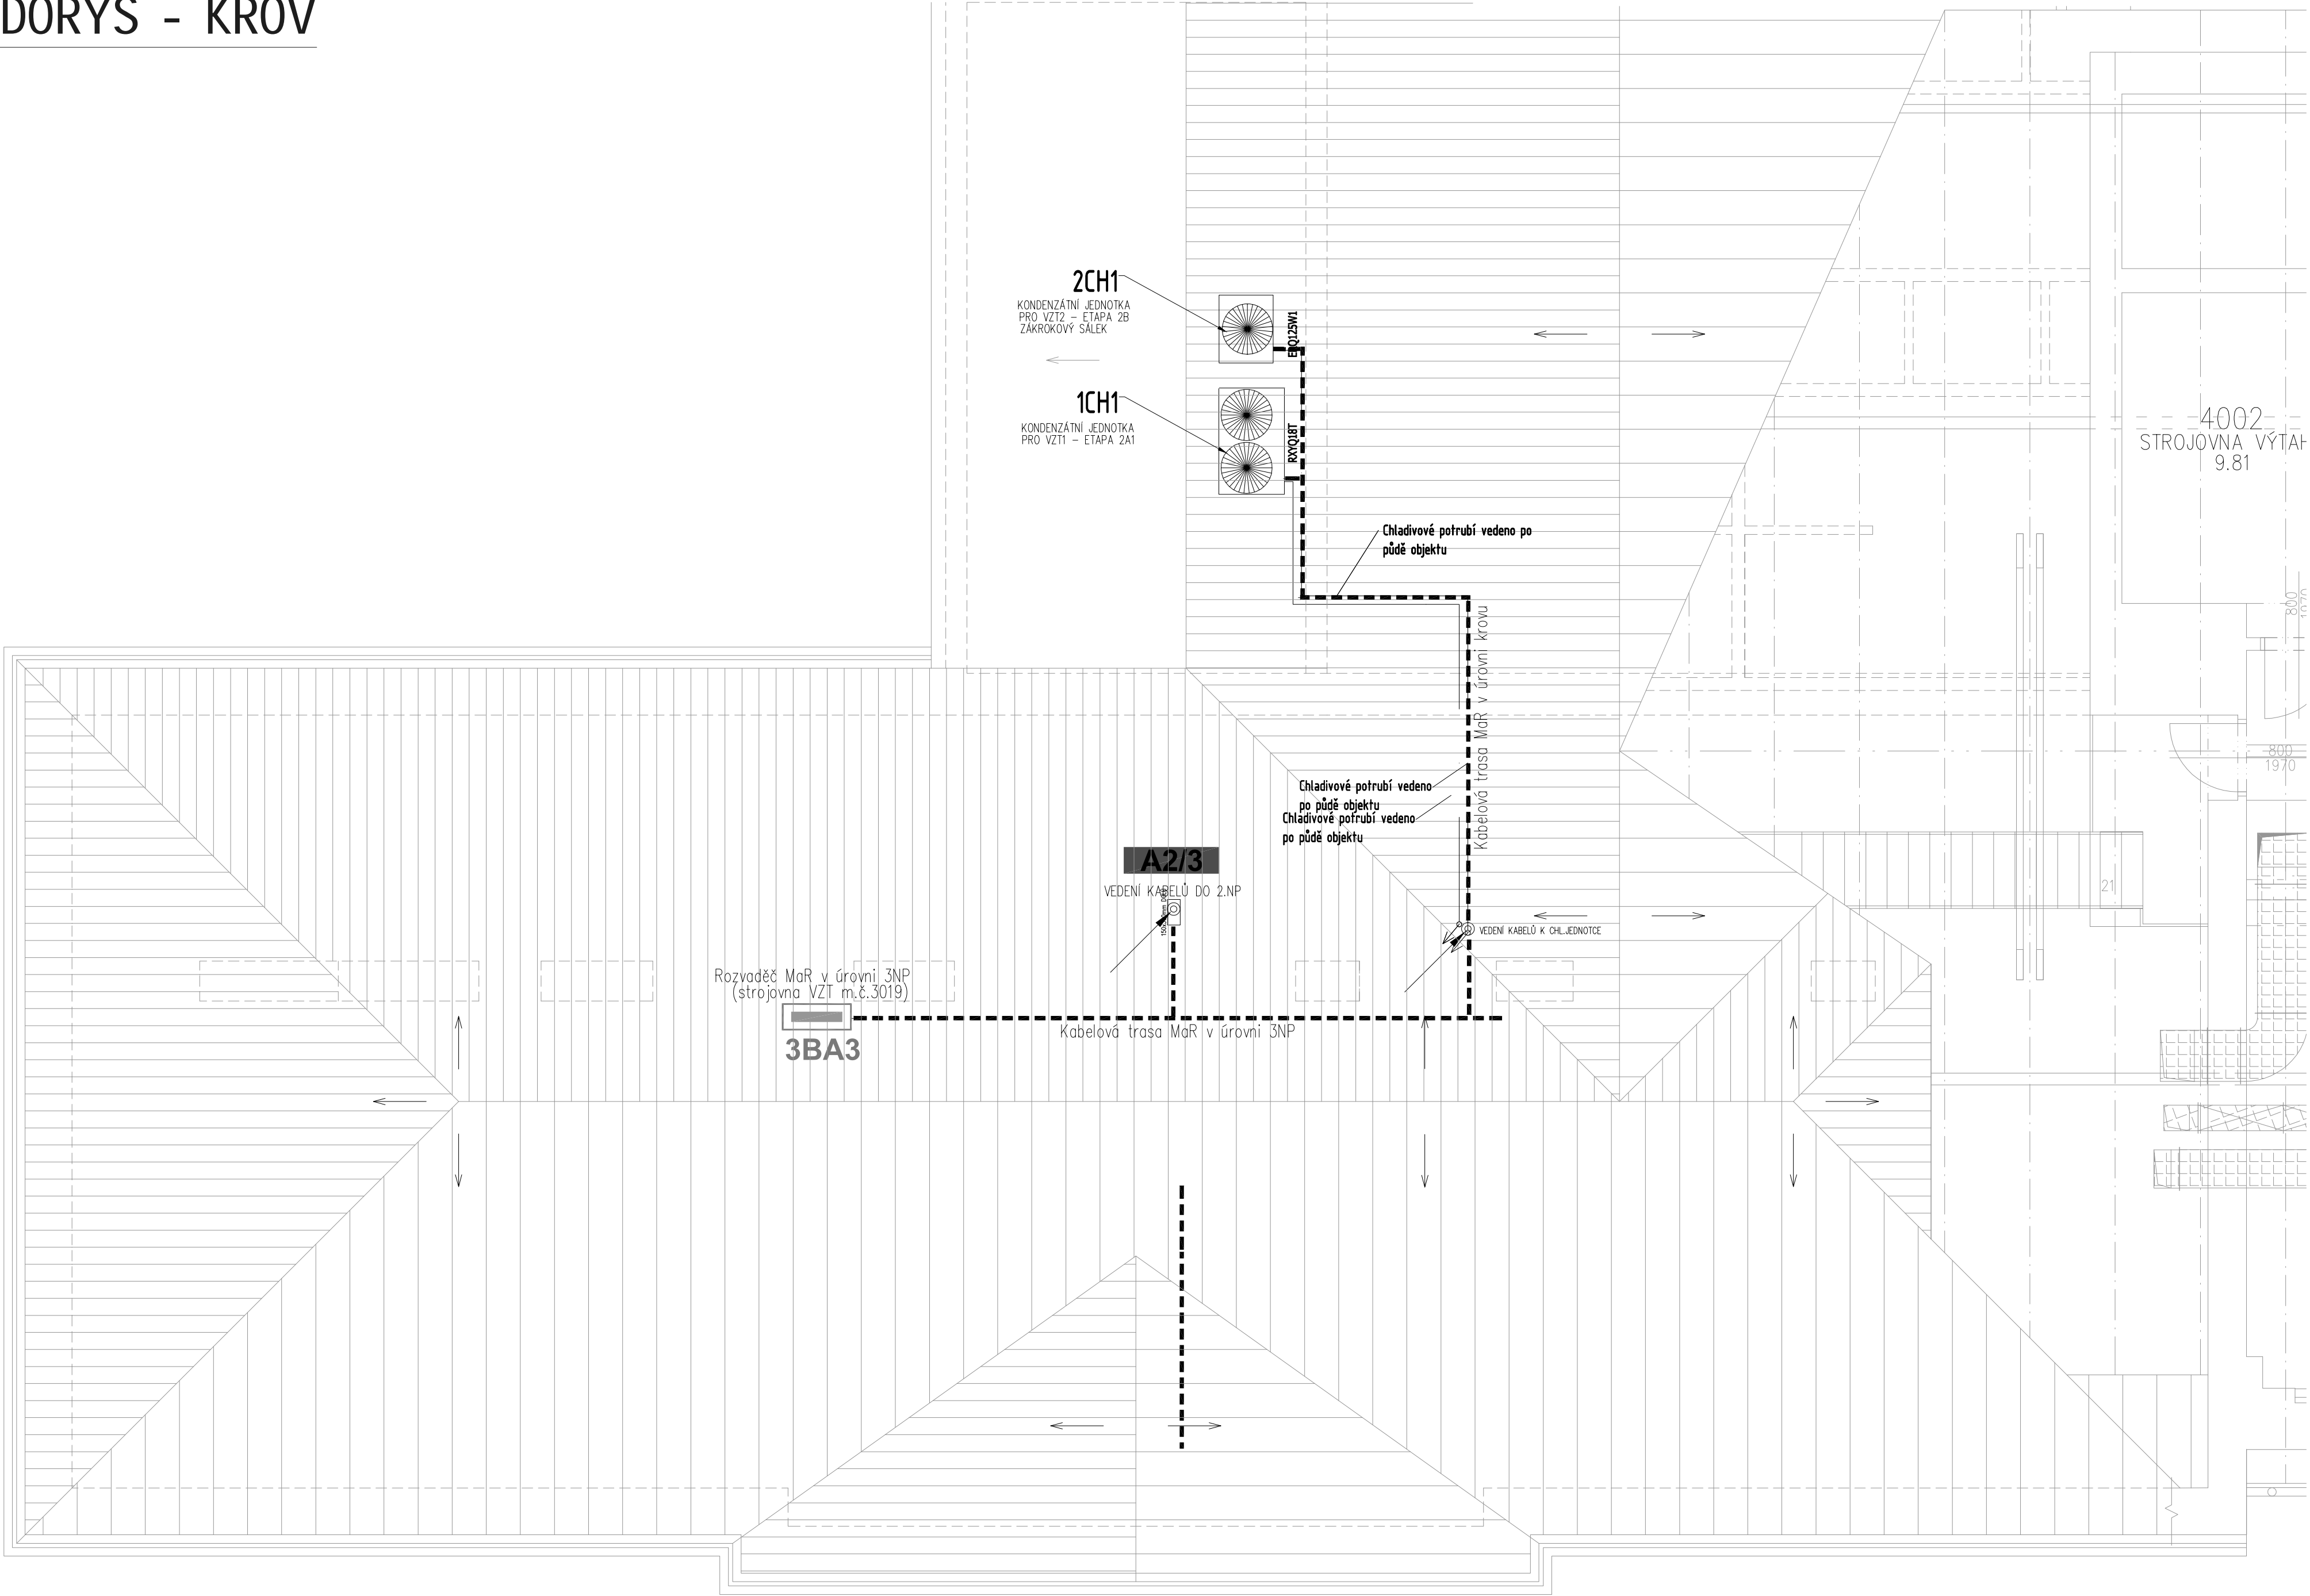 DORYS - KROV
2CH1
KONDENZÁTNÍ JEDNOTKA
PRO VZT2 – ETAPA 2B
ZÁKROKOVÝ SÁLEK
ERQ125W1
1CH1
KONDENZÁTNÍ JEDNOTKA
PRO VZT1 – ETAPA 2A1
RXYQ18T
4002
STROJOVNA VÝTAH
9.81
Chladivové potrubí vedeno po
půdě objektu
800
1970
Kabelová trasa MaR v úrovni krovu
800
1970
Chladivové potrubí vedeno
po půdě objektu
Chladivové potrubí vedeno
po půdě objektu
A2/3
VEDENÍ KABELŮ DO 2.NP
21
VEDENÍ KABELŮ K CHL.JEDNOTCE
Rozvaděč MaR v úrovni 3NP
(strojovna VZT m.č.3019)
Kabelová trasa MaR v úrovni 3NP
3BA3